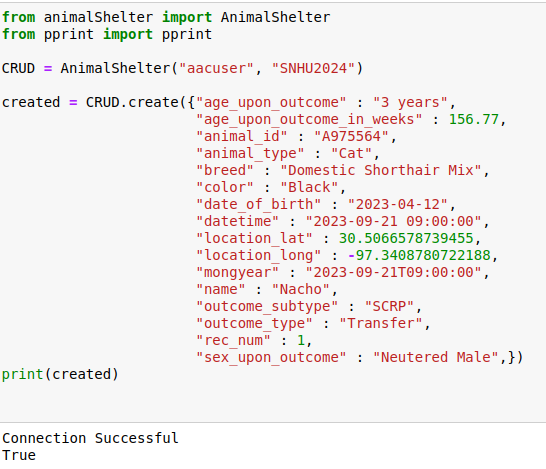 from animalShelter import AnimalShelter
from pprint import pprint
CRUD = AnimalShelter("aacuser", "SNHU2024")
created = CRUD.create({"age_upon_outcome" : "3 years",
"age_upon_outcome_in_weeks" : 156.77,
"animal_id" : "A975564",
"animal_type" : "Cat",
"breed" : "Domestic Shorthair Mix",
"color" : "Black",
"date_of_birth" : "2023-04-12",
"datetime" : "2023-09-21 09:00:00",
"location_lat" : 30.5066578739455,
"location_long" : -97.3408780722188,
"mongyear" : "2023-09-21T09:00:00",
"name" : "Nacho",
"outcome_subtype" : "SCRP",
"outcome_type" : "Transfer",
"rec_num" : 1,
"sex_upon_outcome" : "Neutered Male",})
print(created)
Connection Successful
True